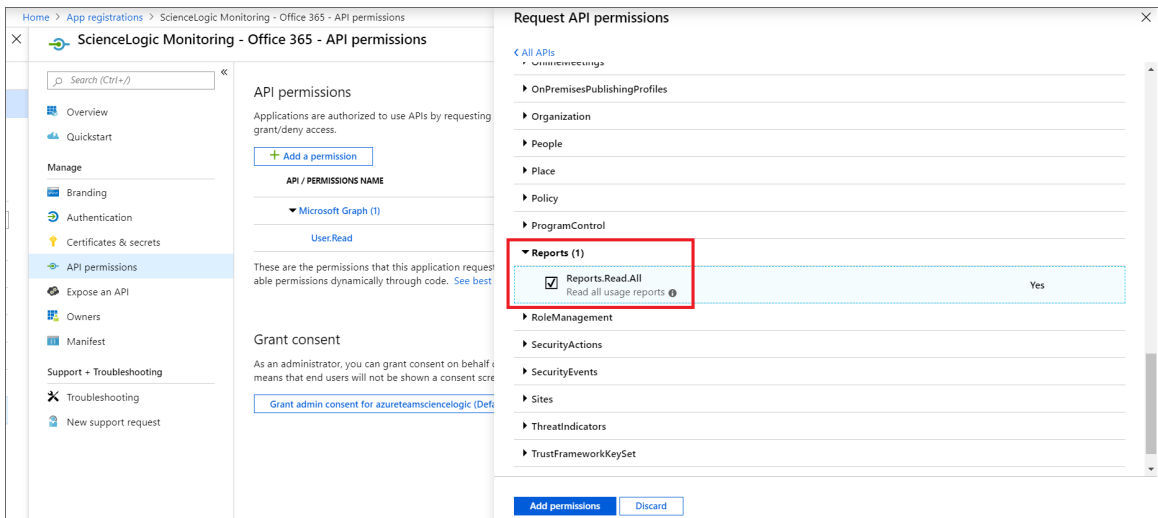 Home > App registrations > ScienceLogic Monitoring - Office 365 - API permissions
ScienceLogic Monitoring - Office 365 - API permissions
Search (Ctrl+/)
«
Overview
Quickstart
Manage
Branding
Authentication
Certificates & secrets
API permissions
Expose an API
Owners
Manifest
Support + Troubleshooting
Troubleshooting
New support request
API permissions
Applications are authorized to use APIs by requesting
grant/deny access.
+ Add a permission
API / PERMISSIONS NAME
Microsoft Graph (1)
User.Read
These are the permissions that this application request
able permissions dynamically through code. See best
Grant consent
As an administrator, you can grant consent on behalf
means that end users will not be shown a consent scre
Grant admin consent for azureteamsciencelogic (Defa
Request API permissions
All APIs
OnlineMeetings
OnPremisesPublishingProfiles
Organization
People
Place
Policy
ProgramControl
Reports (1)
Reports.Read.All Yes
Read all usage reports
RoleManagement
SecurityActions
SecurityEvents
Sites
ThreatIndicators
TrustFrameworkKeySet
Add permissions Discard